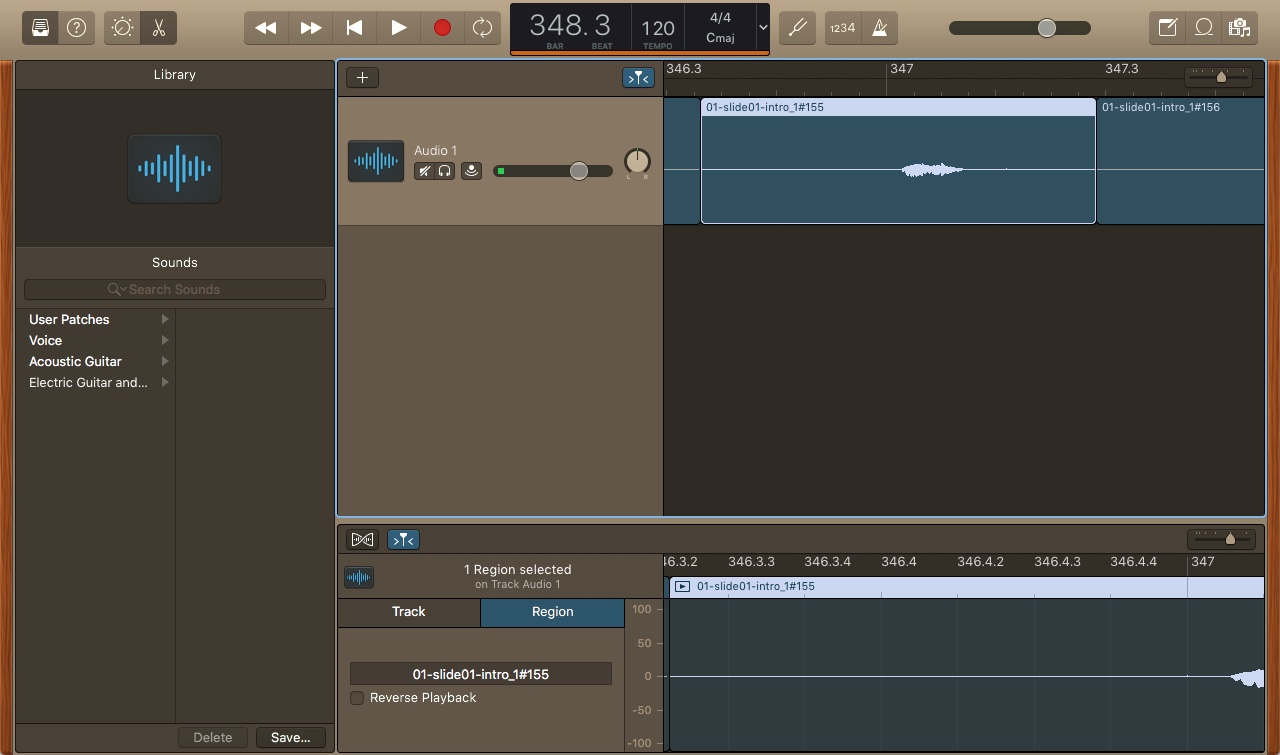 348.3
BAR
BEAT
120
TEMPO
4/4
Cmaj
1234
Library
346.3
347
347.3
01-slide01-intro_1#155
01-slide01-intro_1#156
Audio 1
L R
Sounds
Search Sounds
User Patches
Voice
Acoustic Guitar
Electric Guitar and...
46.3.2
346.3.3
346.3.4
346.4
346.4.2
346.4.3
346.4.4
347
1 Region selected
on Track Audio 1
01-slide01-intro_1#155
Track
Region
100
50
0
-50
-100
01-slide01-intro_1#155
Reverse Playback
Delete
Save...